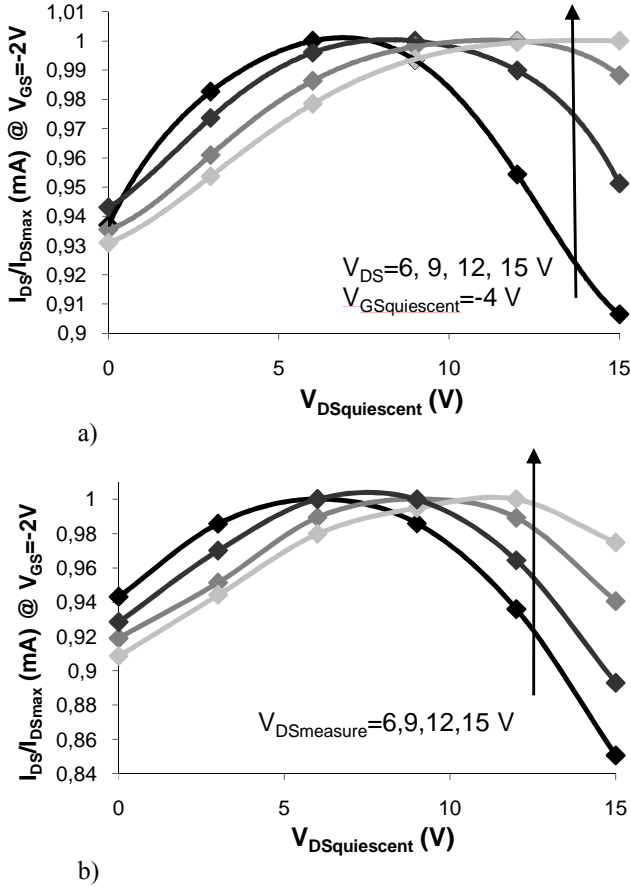 1,01
1
0,99
0,98
0,97
0,96
0,95
0,94
0,93
0,92
0,91
0,9
I_DS/I_DSmax (mA) @ V_GS=-2V
V_DS=6, 9, 12, 15 V
V_GSquiescent=-4 V
0 5 10 15
V_DSquiescent (V)
a)
1
0,98
0,96
0,94
0,92
0,9
0,88
0,86
0,84
I_DS/I_DSmax (mA) @ V_GS=-2V
V_DSmeasure=6,9,12,15 V
0 5 10 15
V_DSquiescent (V)
b)